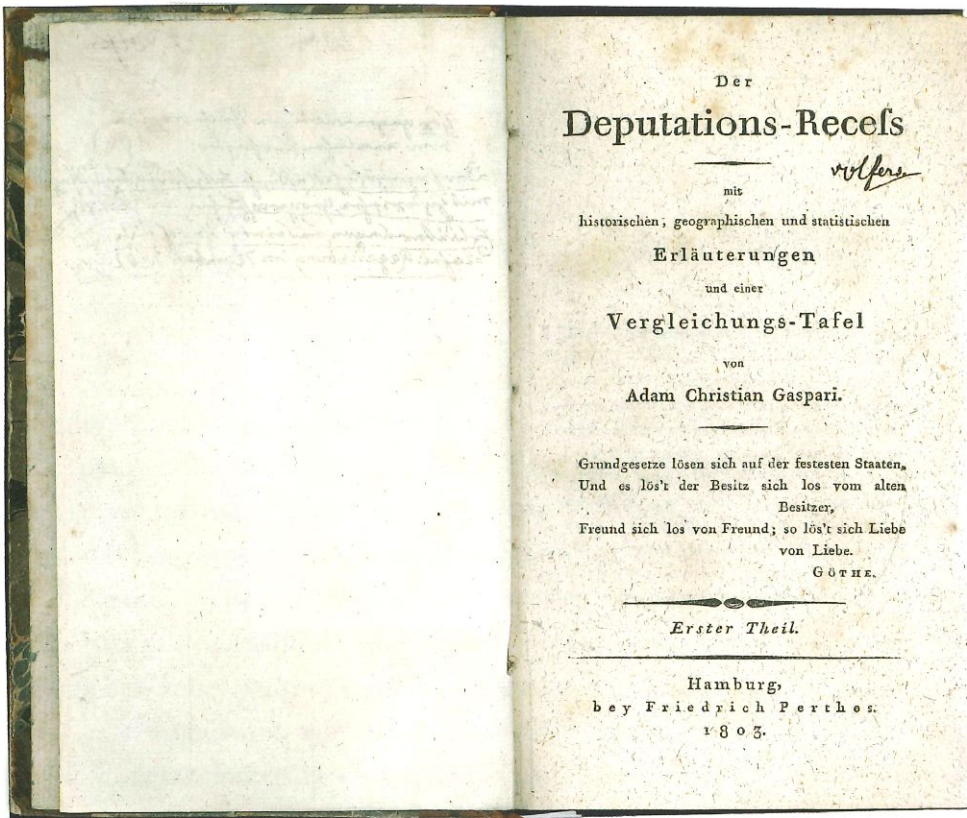 Der
Deputations-Receſs
volfers
mit
historischen, geographischen und statistischen
Erläuterungen
und einer
Vergleichungs-Tafel
von
Adam Christian Gaspari.
Grundgesetze lösen sich auf der festesten Staaten,
Und es lös't der Besitz sich los vom alten
Besitzer,
Freund sich los von Freund; so lös't sich Liebe
von Liebe.
GÖTHE.
Erster Theil.
Hamburg,
bey Friedrich Perthes.
1803.